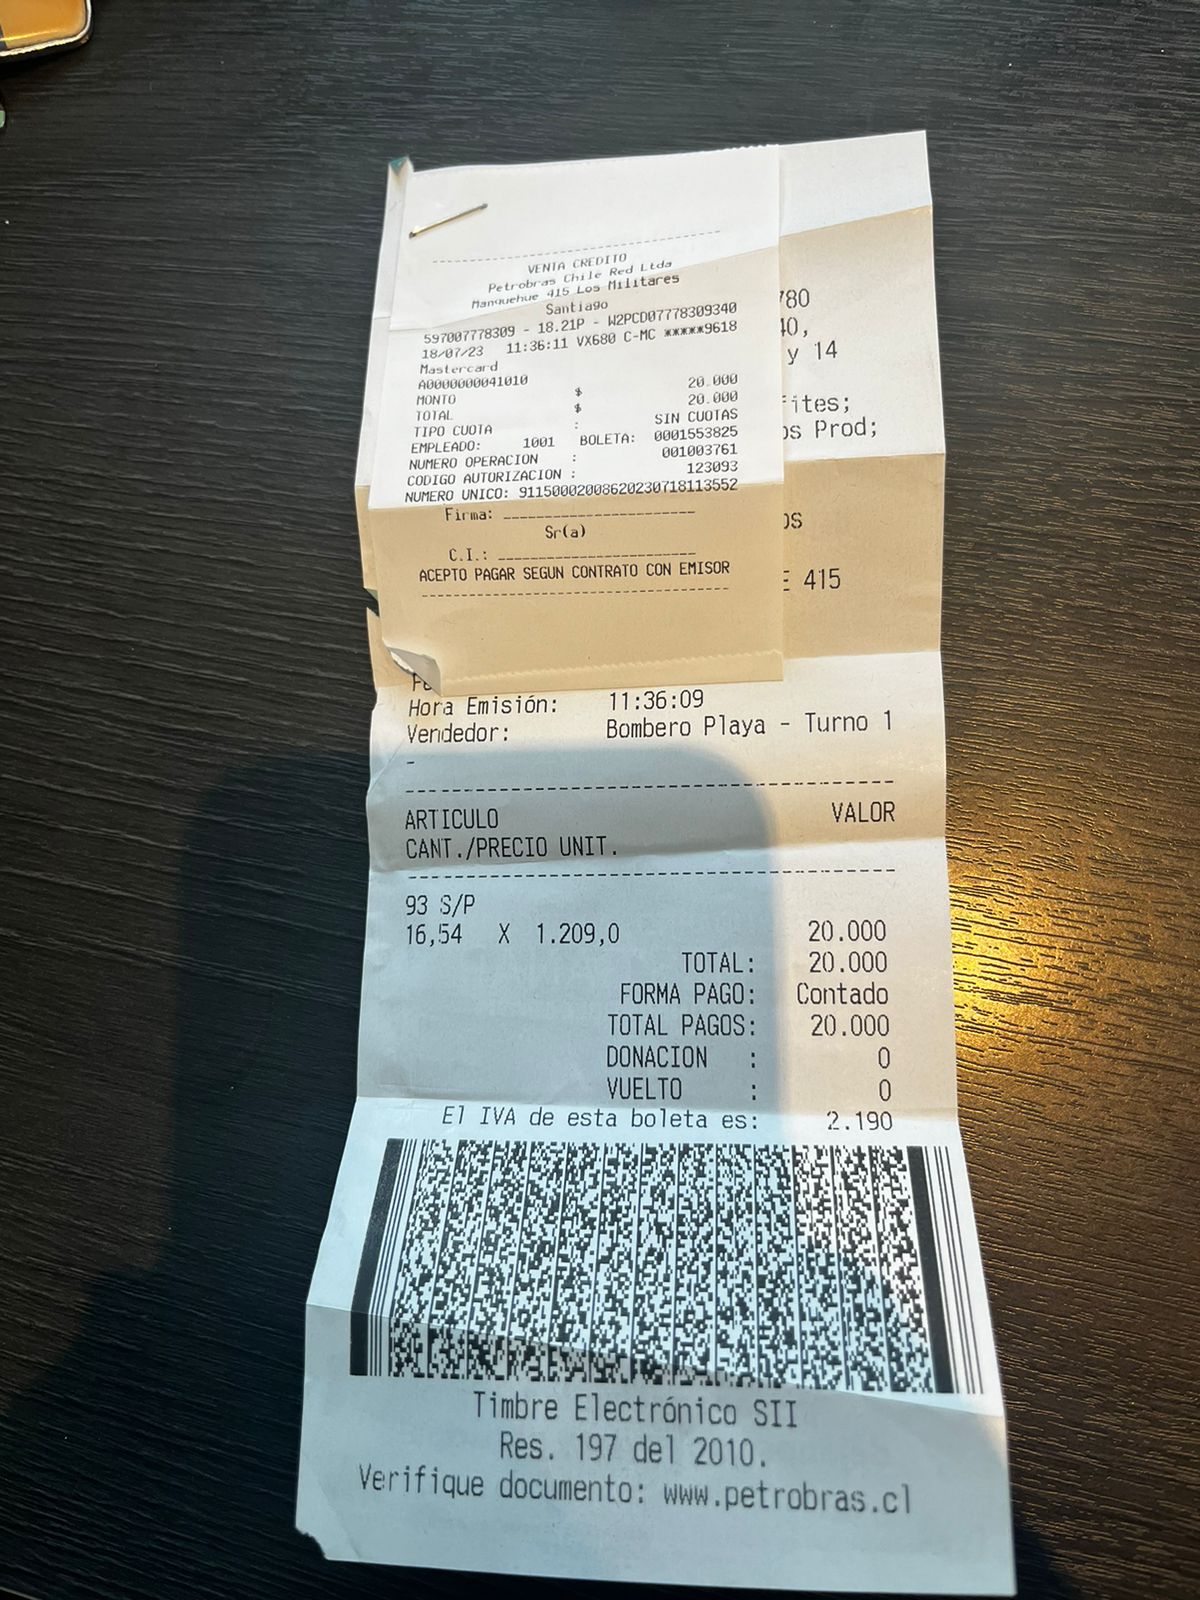 VENTA CREDITO
Petrobras Chile Red Ltda
Manquehue 415 Los Militares
Santiago
597007778309 - 18.21P - W2PCD07778309340
18/07/23 11:36:11 VX680 C-MC *****9618
Mastercard
A0000000041010
MONTO $ 20.000
TOTAL $ 20.000
TIPO CUOTA : SIN CUOTAS
EMPLEADO: 1001 BOLETA: 0001553825
NUMERO OPERACION : 001003761
CODIGO AUTORIZACION : 123093
NUMERO UNICO: 91150002008620230718113552
Firma:
Sr(a)
C.I.:
ACEPTO PAGAR SEGUN CONTRATO CON EMISOR
780
40,
y 14
fites;
os Prod;
os
E 415
Hora Emisión: 11:36:09
Vendedor: Bombero Playa - Turno 1
-
ARTICULO VALOR
CANT./PRECIO UNIT.
93 S/P
16,54 X 1.209,0 20.000
TOTAL: 20.000
FORMA PAGO: Contado
TOTAL PAGOS: 20.000
DONACION : 0
VUELTO : 0
El IVA de esta boleta es: 2.190
Timbre Electrónico SII
Res. 197 del 2010.
Verifique documento: www.petrobras.cl